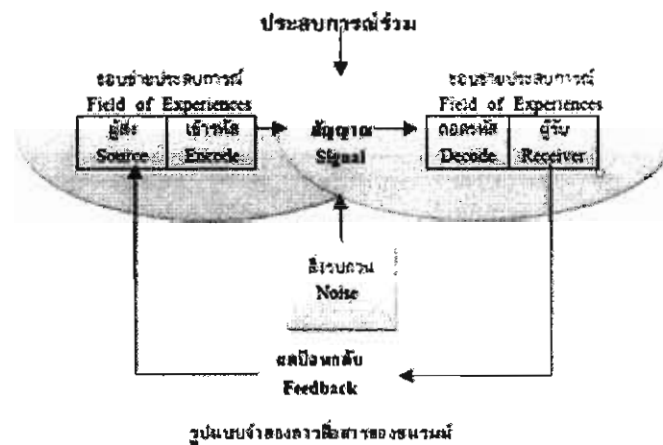 ประสบการณ์ร่วม
ขอบข่ายประสบการณ์
Field of Experiences
ขอบข่ายประสบการณ์
Field of Experiences
ผู้ส่ง
Source
เข้ารหัส
Encode
สัญญาณ
Signal
ถอดรหัส
Decode
ผู้รับ
Receiver
สิ่งรบกวน
Noise
ผลป้อนกลับ
Feedback
รูปแบบจำลองการสื่อสารของชแรมม์